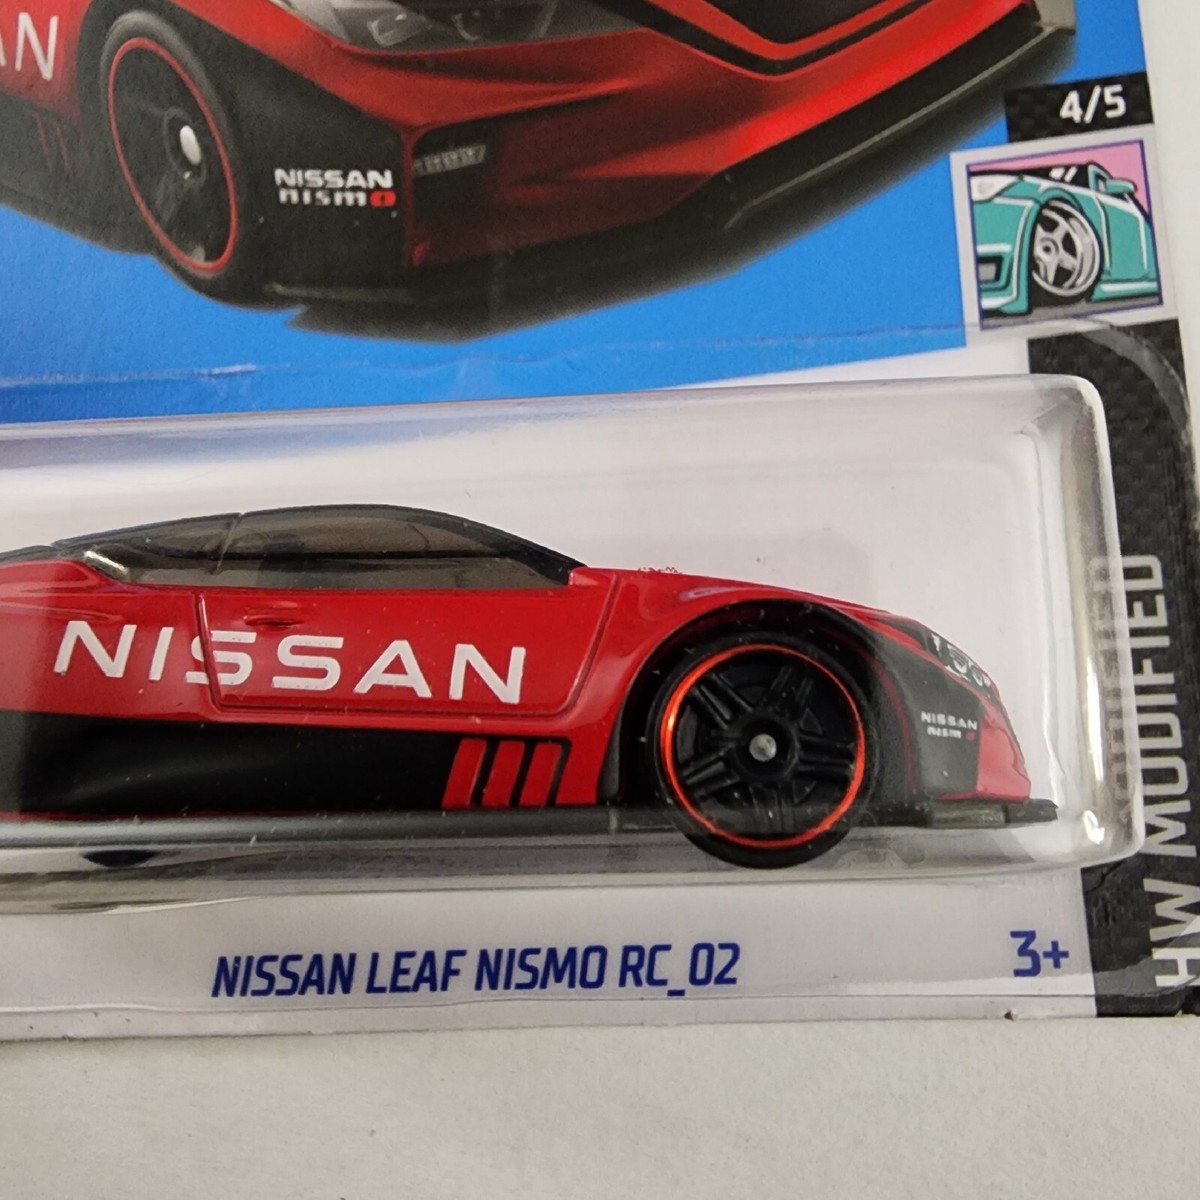 AN
NISSAN
nismo
4/5
NISSAN
NISSAN
nismo
HW MODIFIED
NISSAN LEAF NISMO RC_02
3+